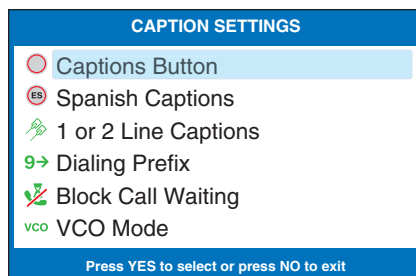 CAPTION SETTINGS
Captions Button
ES Spanish Captions
1 or 2 Line Captions
9→ Dialing Prefix
Block Call Waiting
VCO VCO Mode
Press YES to select or press NO to exit